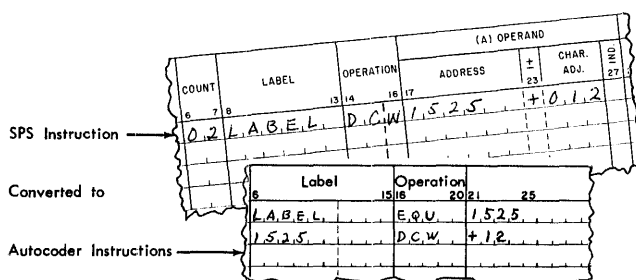 (A) OPERAND
COUNT LABEL OPERATION ADDRESS ± CHAR. ADJ. IND.
6 7 8 13 14 16 17 23 27
SPS Instruction 0 2 L A B E L D C W 1 5 2 5 + 0 1 2
Label Operation
6 15 16 20 21 25
Converted to
L A B E L E Q U 1 5 2 5
1 5 2 5 D C W + 1 2
Autocoder Instructions